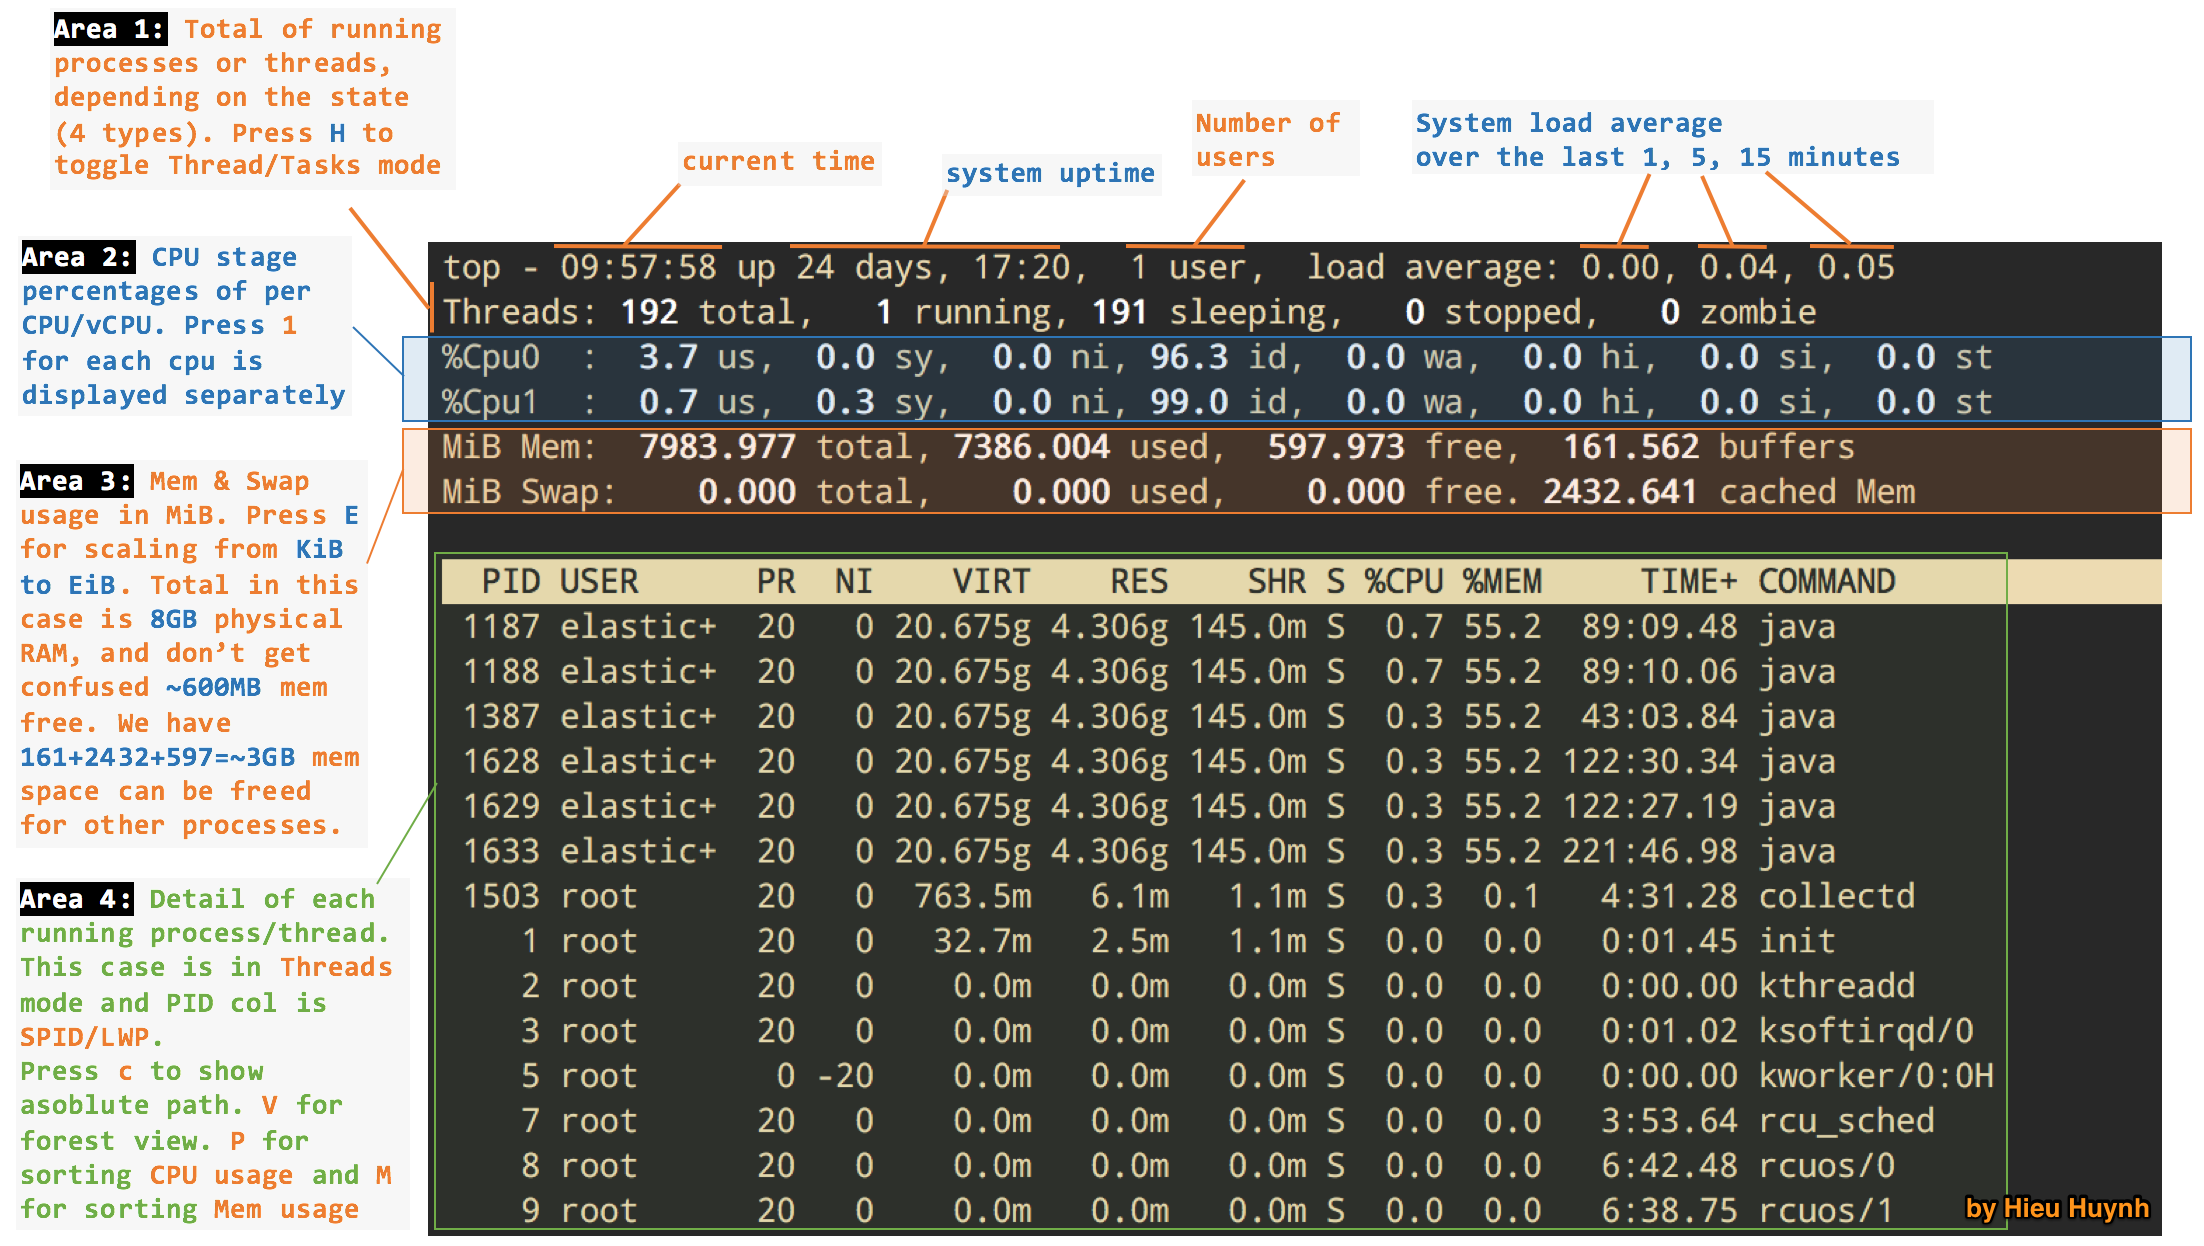 Area 1: Total of running
processes or threads,
depending on the state
(4 types). Press H to
toggle Thread/Tasks mode
current time
system uptime
Number of
users
System load average
over the last 1, 5, 15 minutes
Area 2: CPU stage
percentages of per
CPU/vCPU. Press 1
for each cpu is
displayed separately
Area 3: Mem & Swap
usage in MiB. Press E
for scaling from KiB
to EiB. Total in this
case is 8GB physical
RAM, and don’t get
confused ~600MB mem
free. We have
161+2432+597=~3GB mem
space can be freed
for other processes.
Area 4: Detail of each
running process/thread.
This case is in Threads
mode and PID col is
SPID/LWP.
Press c to show
asoblute path. V for
forest view. P for
sorting CPU usage and M
for sorting Mem usage
top - 09:57:58 up 24 days, 17:20,  1 user,  load average: 0.00, 0.04, 0.05
Threads: 192 total,   1 running, 191 sleeping,   0 stopped,   0 zombie
%Cpu0  :  3.7 us,  0.0 sy,  0.0 ni, 96.3 id,  0.0 wa,  0.0 hi,  0.0 si,  0.0 st
%Cpu1  :  0.7 us,  0.3 sy,  0.0 ni, 99.0 id,  0.0 wa,  0.0 hi,  0.0 si,  0.0 st
MiB Mem:  7983.977 total, 7386.004 used,  597.973 free,  161.562 buffers
MiB Swap:    0.000 total,    0.000 used,    0.000 free. 2432.641 cached Mem
PID USER      PR  NI    VIRT    RES    SHR S %CPU %MEM     TIME+ COMMAND
1187 elastic+  20   0 20.675g 4.306g 145.0m S  0.7 55.2  89:09.48 java
1188 elastic+  20   0 20.675g 4.306g 145.0m S  0.7 55.2  89:10.06 java
1387 elastic+  20   0 20.675g 4.306g 145.0m S  0.3 55.2  43:03.84 java
1628 elastic+  20   0 20.675g 4.306g 145.0m S  0.3 55.2 122:30.34 java
1629 elastic+  20   0 20.675g 4.306g 145.0m S  0.3 55.2 122:27.19 java
1633 elastic+  20   0 20.675g 4.306g 145.0m S  0.3 55.2 221:46.98 java
1503 root      20   0  763.5m   6.1m   1.1m S  0.3  0.1   4:31.28 collectd
1 root      20   0   32.7m   2.5m   1.1m S  0.0  0.0   0:01.45 init
2 root      20   0    0.0m   0.0m   0.0m S  0.0  0.0   0:00.00 kthreadd
3 root      20   0    0.0m   0.0m   0.0m S  0.0  0.0   0:01.02 ksoftirqd/0
5 root       0 -20    0.0m   0.0m   0.0m S  0.0  0.0   0:00.00 kworker/0:0H
7 root      20   0    0.0m   0.0m   0.0m S  0.0  0.0   3:53.64 rcu_sched
8 root      20   0    0.0m   0.0m   0.0m S  0.0  0.0   6:42.48 rcuos/0
9 root      20   0    0.0m   0.0m   0.0m S  0.0  0.0   6:38.75 rcuos/1
by Hieu Huynh